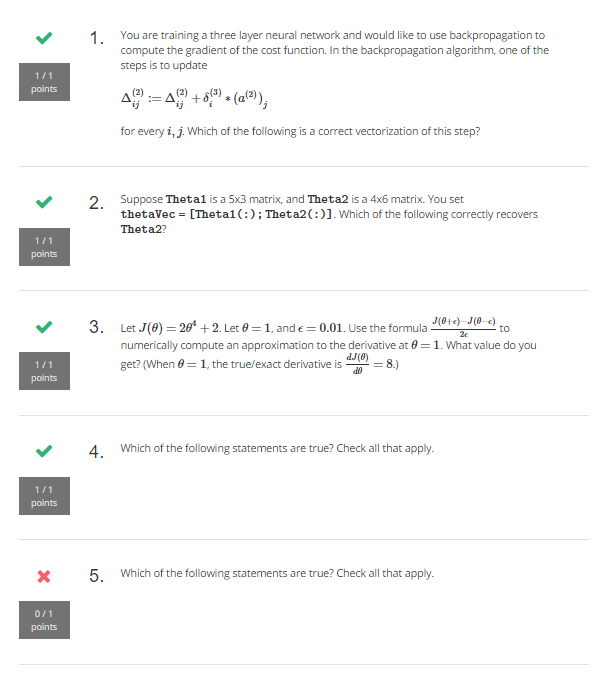 1. You are training a three layer neural network and would like to use backpropagation to
compute the gradient of the cost function. In the backpropagation algorithm, one of the
steps is to update
1 / 1
points
Δ_{ij}^{(2)} := Δ_{ij}^{(2)} + δ_i^{(3)} * (a^{(2)})_j
for every i, j. Which of the following is a correct vectorization of this step?
2. Suppose Theta1 is a 5x3 matrix, and Theta2 is a 4x6 matrix. You set
thetaVec = [Theta1(:); Theta2(:)]. Which of the following correctly recovers
Theta2?
1 / 1
points
3. Let J(θ) = 2θ⁴ + 2. Let θ = 1, and ϵ = 0.01. Use the formula \frac{J(θ+ϵ)−J(θ−ϵ)}{2ϵ} to
numerically compute an approximation to the derivative at θ = 1. What value do you
get? (When θ = 1, the true/exact derivative is \frac{dJ(θ)}{dθ} = 8.)
1 / 1
points
4. Which of the following statements are true? Check all that apply.
1 / 1
points
5. Which of the following statements are true? Check all that apply.
0 / 1
points